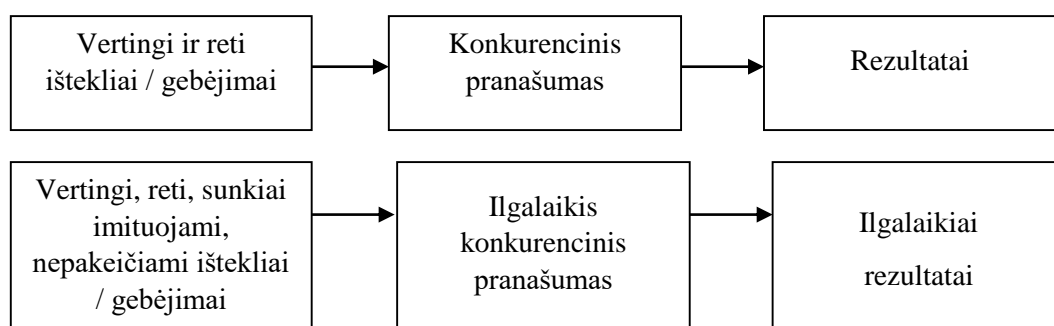 Vertingi ir reti
ištekliai / gebėjimai
Konkurencinis
pranašumas
Rezultatai
Vertingi, reti, sunkiai
imituojami,
nepakeičiami ištekliai
/ gebėjimai
Ilgalaikis
konkurencinis
pranašumas
Ilgalaikiai
rezultatai